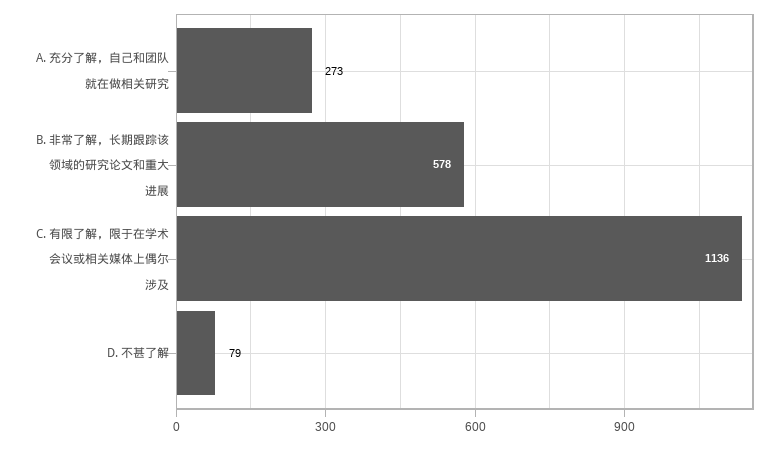 A. 充分了解，自己和团队
就在做相关研究
273
B. 非常了解，长期跟踪该
领域的研究论文和重大
进展
578
C. 有限了解，限于在学术
会议或相关媒体上偶尔
涉及
1136
D. 不甚了解
79
0 300 600 900